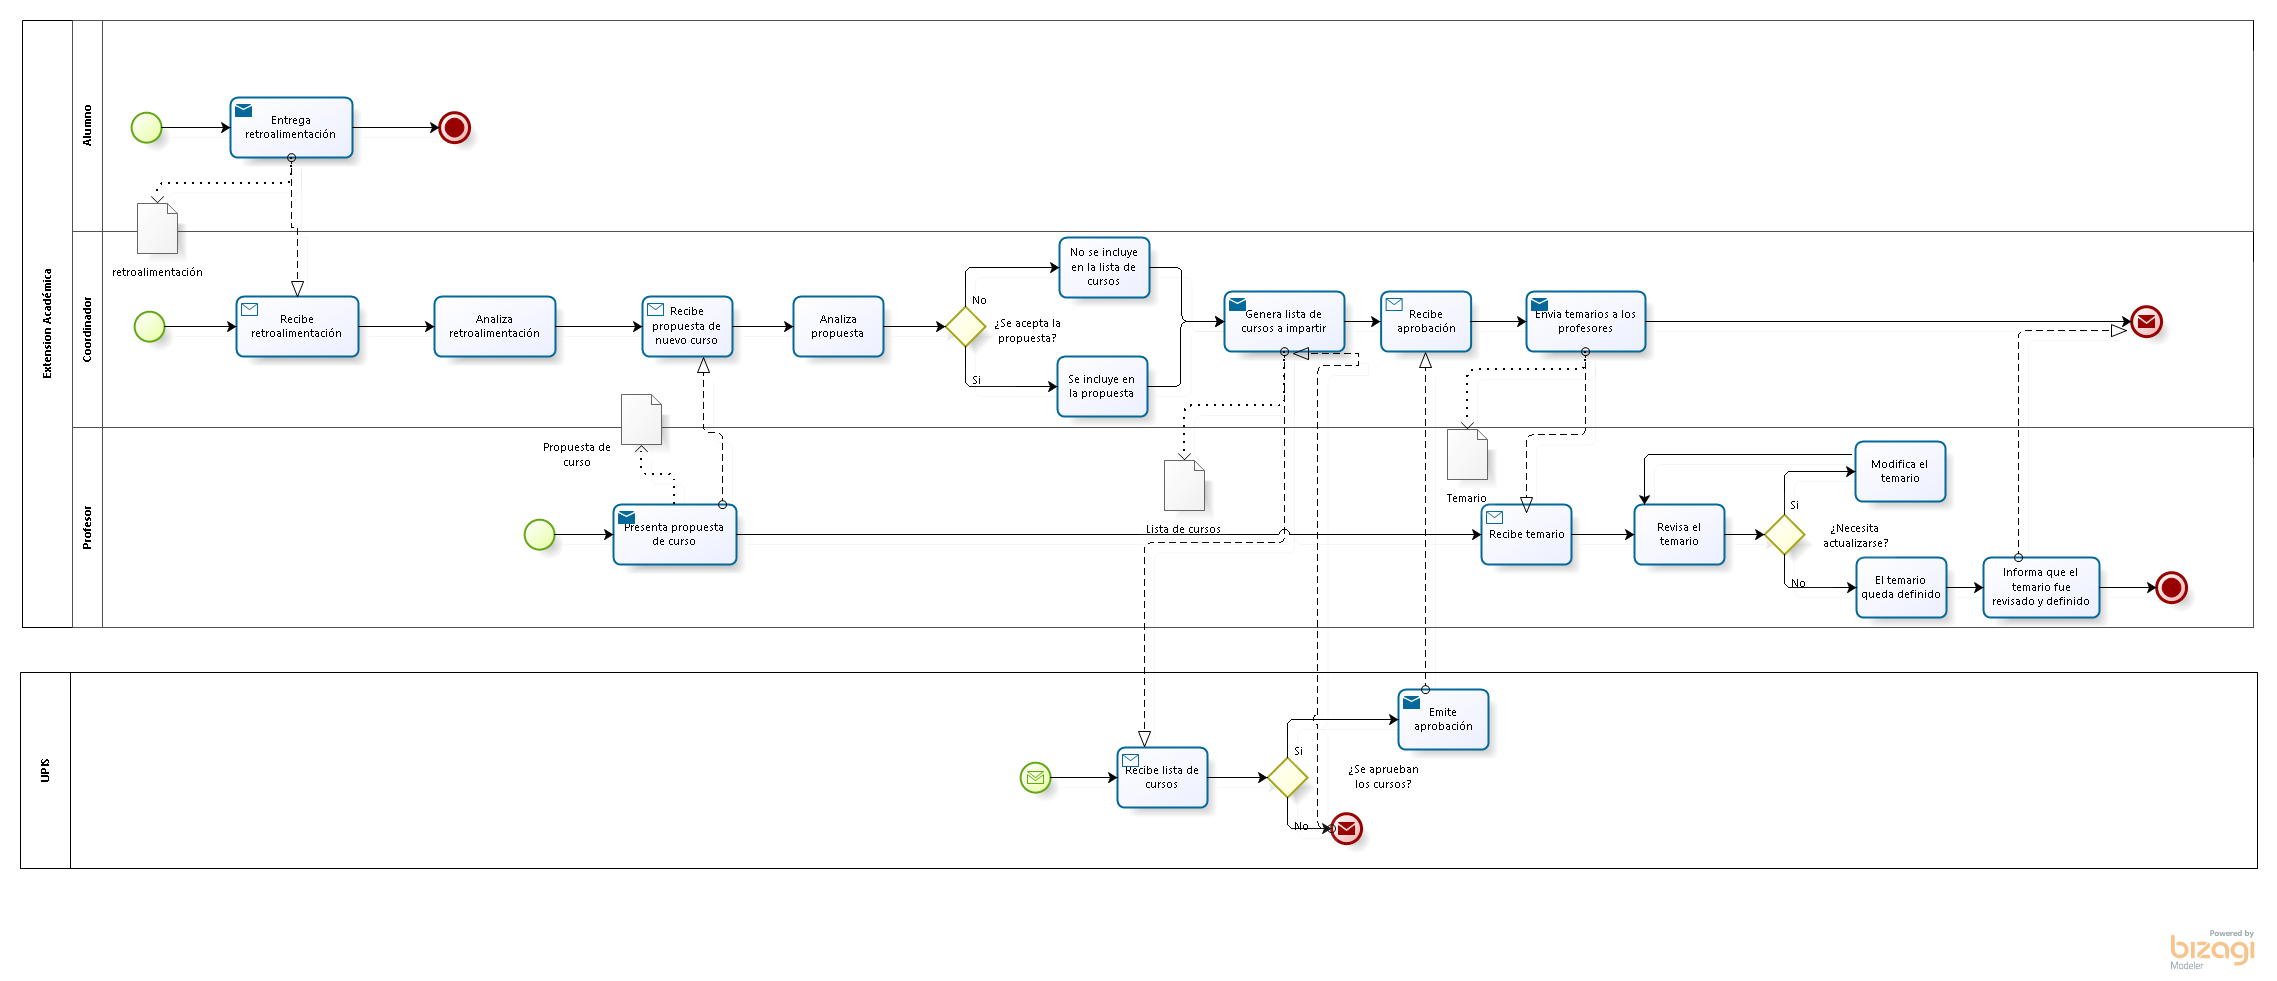 Extension Académica
Alumno
Entrega
retroalimentación
retroalimentación
Coordinador
Recibe
retroalimentación
Analiza
retroalimentación
Recibe
propuesta de
nuevo curso
Analiza
propuesta
No
¿Se acepta la
propuesta?
Si
No se incluye
en la lista de
cursos
Se incluye en
la propuesta
Genera lista de
cursos a impartir
Recibe
aprobación
Envia temarios a los
profesores
Profesor
Propuesta de
curso
Presenta propuesta
de curso
Lista de cursos
Temario
Recibe temario
Revisa el
temario
Si
¿Necesita
actualizarse?
No
Modifica el
temario
El temario
queda definido
Informa que el
temario fue
revisado y definido
UPIS
Recibe lista de
cursos
Si
¿Se aprueban
los cursos?
No
Emite
aprobación
Powered by
bizagi
Modeler